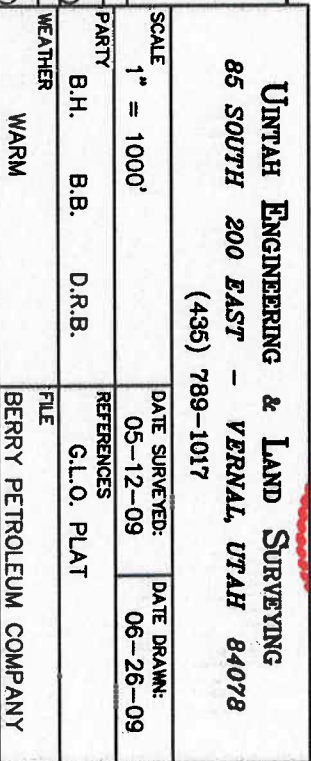 UINTAH ENGINEERING & LAND SURVEYING
85 SOUTH 200 EAST - VERNAL, UTAH 84078
(435) 789-1017
SCALE
1" = 1000'
DATE SURVEYED:
05-12-09
DATE DRAWN:
06-26-09
PARTY
B.H. B.B. D.R.B.
REFERENCES
G.L.O. PLAT
WEATHER
WARM
FILE
BERRY PETROLEUM COMPANY